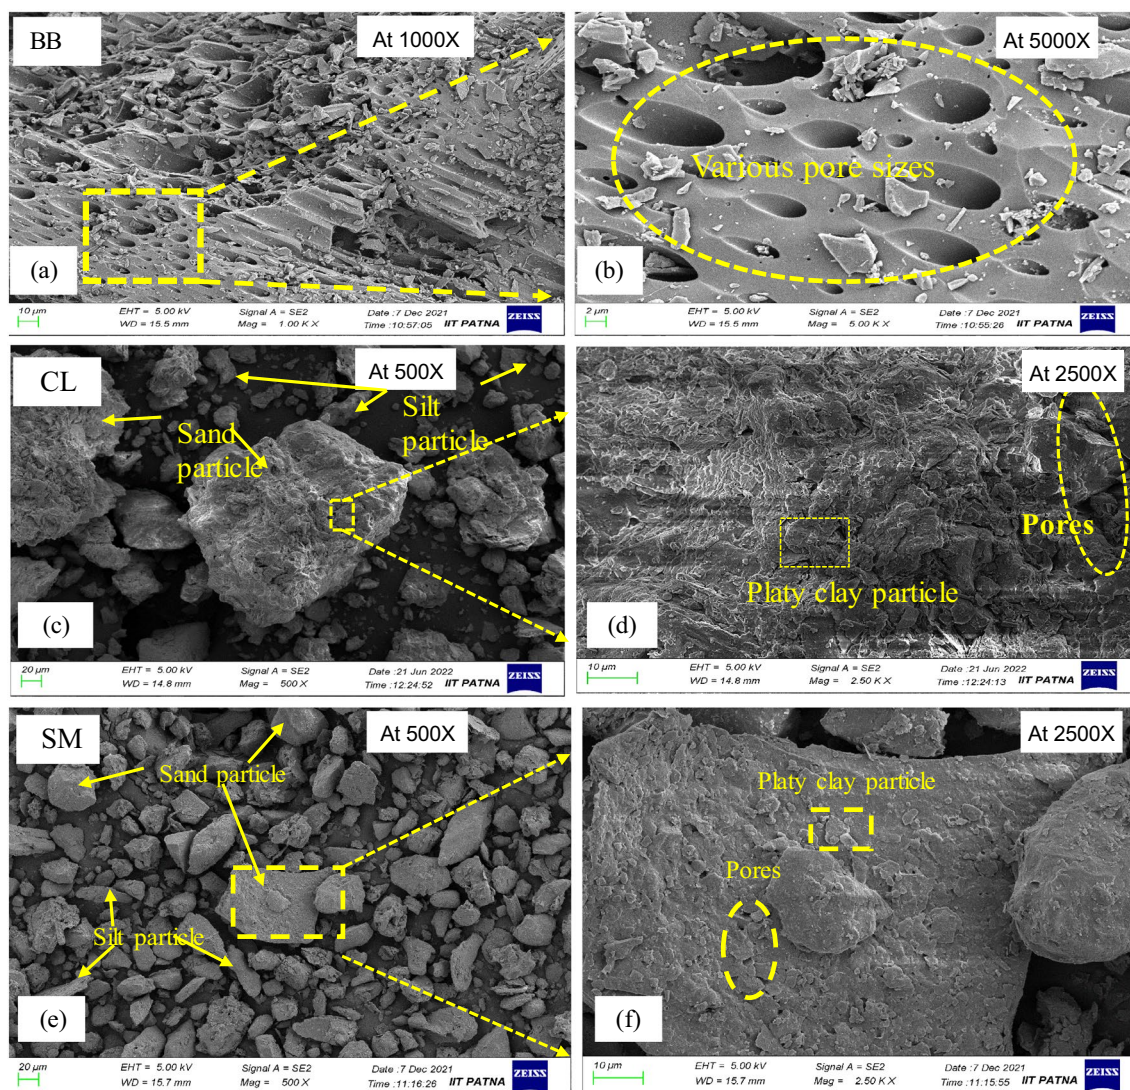 BB
At 1000X
(a)
10 µm
EHT = 5.00 kV
WD = 15.5 mm
Signal A = SE2
Mag = 1.00 K X
Date :7 Dec 2021
Time :10:57:05
IIT PATNA
ZEISS
At 5000X
Various pore sizes
(b)
2 µm
EHT = 5.00 kV
WD = 15.5 mm
Signal A = SE2
Mag = 5.00 K X
Date :7 Dec 2021
Time :10:55:26
IIT PATNA
ZEISS
CL
At 500X
Sand
particle
Silt
particle
(c)
20 µm
EHT = 5.00 kV
WD = 14.8 mm
Signal A = SE2
Mag = 500 X
Date :21 Jun 2022
Time :12:24:52
IIT PATNA
ZEISS
At 2500X
Pores
Platy clay particle
(d)
10 µm
EHT = 5.00 kV
WD = 14.8 mm
Signal A = SE2
Mag = 2.50 K X
Date :21 Jun 2022
Time :12:24:13
IIT PATNA
ZEISS
SM
At 500X
Sand particle
Silt particle
(e)
20 µm
EHT = 5.00 kV
WD = 15.7 mm
Signal A = SE2
Mag = 500 X
Date :7 Dec 2021
Time :11:16:26
IIT PATNA
ZEISS
At 2500X
Platy clay particle
Pores
(f)
10 µm
EHT = 5.00 kV
WD = 15.7 mm
Signal A = SE2
Mag = 2.50 K X
Date :7 Dec 2021
Time :11:15:55
IIT PATNA
ZEISS